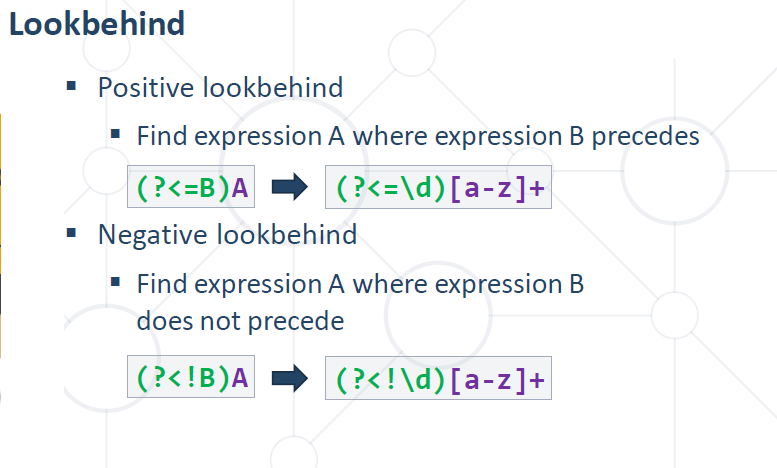 Lookbehind
▪ Positive lookbehind
▪ Find expression A where expression B precedes
(?<=B)A (?<=\d)[a-z]+
▪ Negative lookbehind
▪ Find expression A where expression B
does not precede
(?<!B)A (?<!\d)[a-z]+